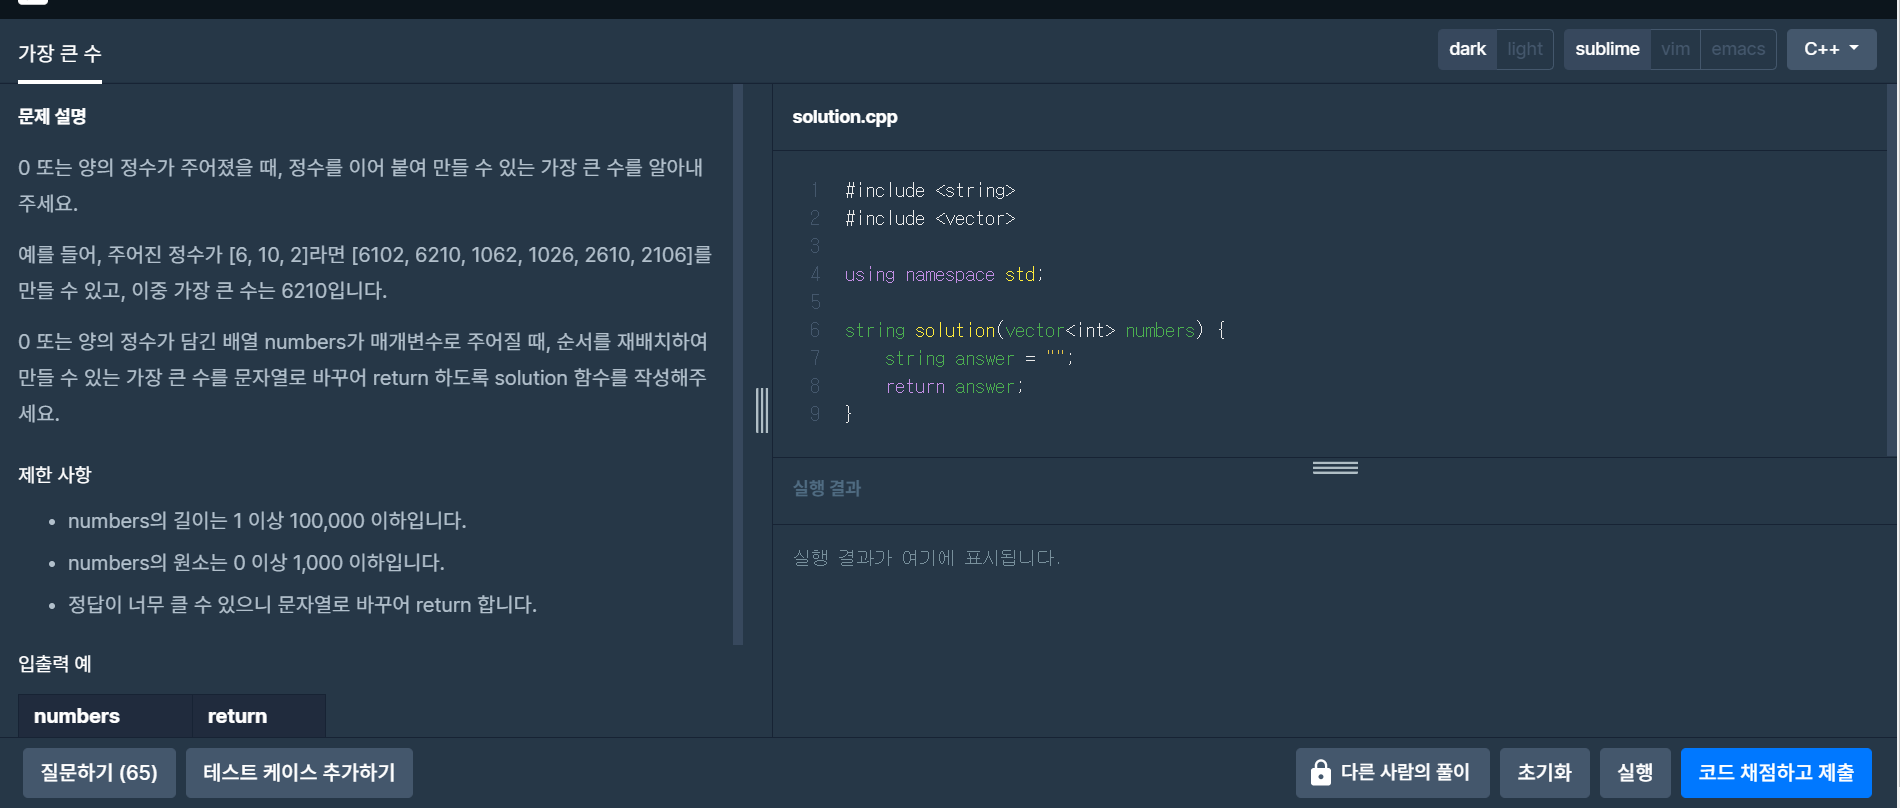 가장 큰 수
dark light sublime vim emacs C++
문제 설명
0 또는 양의 정수가 주어졌을 때, 정수를 이어 붙여 만들 수 있는 가장 큰 수를 알아내
주세요.
예를 들어, 주어진 정수가 [6, 10, 2]라면 [6102, 6210, 1062, 1026, 2610, 2106]를
만들 수 있고, 이중 가장 큰 수는 6210입니다.
0 또는 양의 정수가 담긴 배열 numbers가 매개변수로 주어질 때, 순서를 재배치하여
만들 수 있는 가장 큰 수를 문자열로 바꾸어 return 하도록 solution 함수를 작성해주
세요.
제한 사항
• numbers의 길이는 1 이상 100,000 이하입니다.
• numbers의 원소는 0 이상 1,000 이하입니다.
• 정답이 너무 클 수 있으니 문자열로 바꾸어 return 합니다.
입출력 예
numbers return
solution.cpp
1 #include <string>
2 #include <vector>
3
4 using namespace std;
5
6 string solution(vector<int> numbers) {
7     string answer = "";
8     return answer;
9 }
실행 결과
실행 결과가 여기에 표시됩니다.
질문하기 (65) 테스트 케이스 추가하기 다른 사람의 풀이 초기화 실행 코드 채점하고 제출